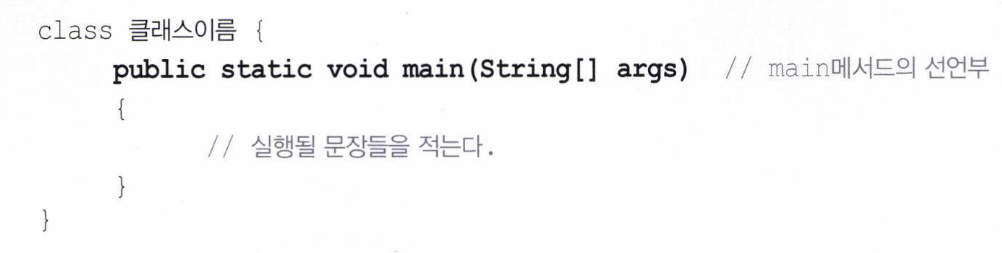 class 클래스이름 {
public static void main(String[] args) // main메서드의 선언부
{
// 실행될 문장들을 적는다.
}
}